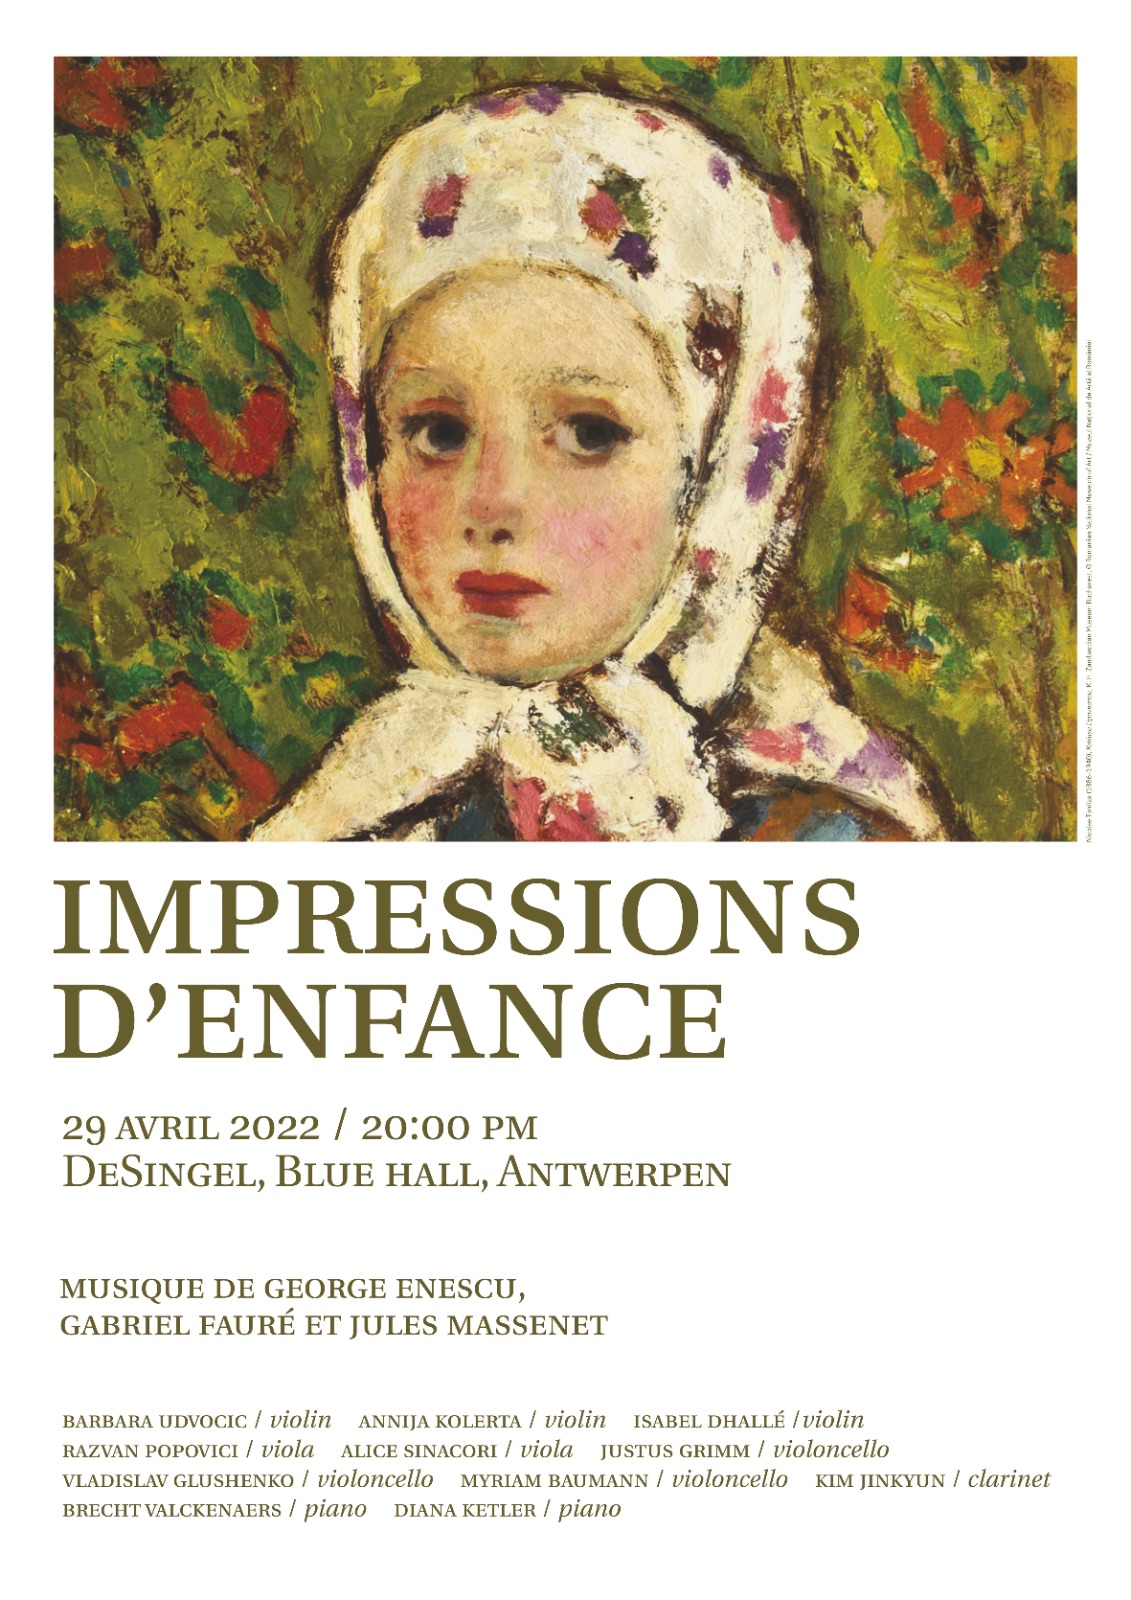 IMPRESSIONS
D’ENFANCE
29 AVRIL 2022 / 20:00 PM
DESINGEL, BLUE HALL, ANTWERPEN
MUSIQUE DE GEORGE ENESCU,
GABRIEL FAURÉ ET JULES MASSENET
BARBARA UDVOCIC / violin ANNIJA KOLERTA / violin ISABEL DHALLÉ /violin
RAZVAN POPOVICI / viola ALICE SINACORI / viola JUSTUS GRIMM / violoncello
VLADISLAV GLUSHENKO / violoncello MYRIAM BAUMANN / violoncello KIM JINKYUN / clarinet
BRECHT VALCKENAERS / piano DIANA KETLER / piano